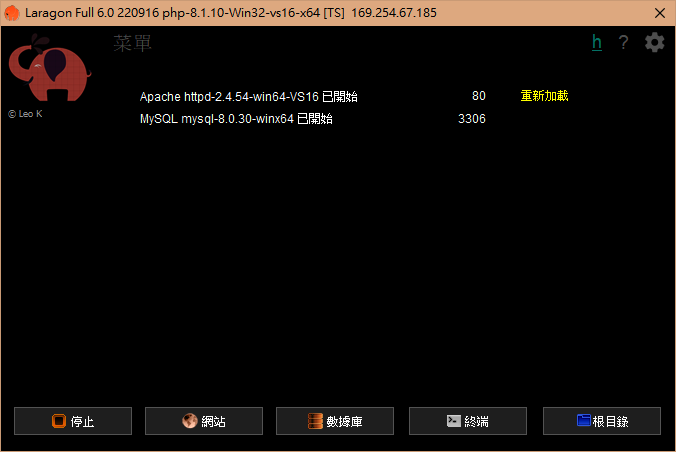 Laragon Full 6.0 220916 php-8.1.10-Win32-vs16-x64 [TS] 169.254.67.185
菜單 h ?
Apache httpd-2.4.54-win64-VS16 已開始 80 重新加載
© Leo K
MySQL mysql-8.0.30-winx64 已開始 3306
停止 網站 數據庫 終端 根目錄